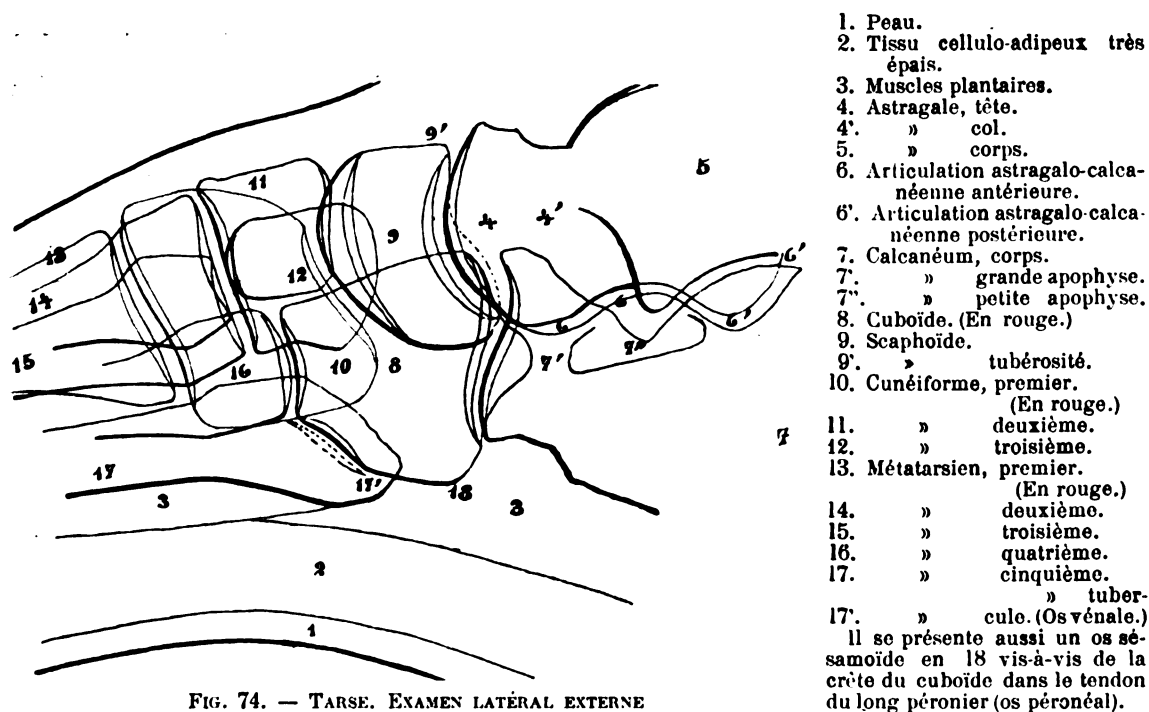 1. Peau.
2. Tissu cellulo-adipeux très
épais.
3. Muscles plantaires.
4. Astragale, tête.
4'. » col.
5. » corps.
6. Articulation astragalo-calca-
néenne antérieure.
6'. Articulation astragalo-calca-
néenne postérieure.
7. Calcanéum, corps.
7'. » grande apophyse.
7". » petite apophyse.
8. Cuboïde. (En rouge.)
9. Scaphoïde.
9'. » tubérosité.
10. Cunéiforme, premier.
(En rouge.)
11. » deuxième.
12. » troisième.
13. Métatarsien, premier.
(En rouge.)
14. » deuxième.
15. » troisième.
16. » quatrième.
17. » cinquième.
» tuber-
17'. » cule. (Os vénale.)
Il se présente aussi un os sé-
samoïde en 18 vis-à-vis de la
crête du cuboïde dans le tendon
du long péronier (os péronéal).
9'
11
5
4 4'
9
13
12
6'
14
6
6 6'
15
16
10
8
7'
7"
7
17
17'
18
3
3
2
1
FIG. 74. — TARSE. EXAMEN LATÉRAL EXTERNE